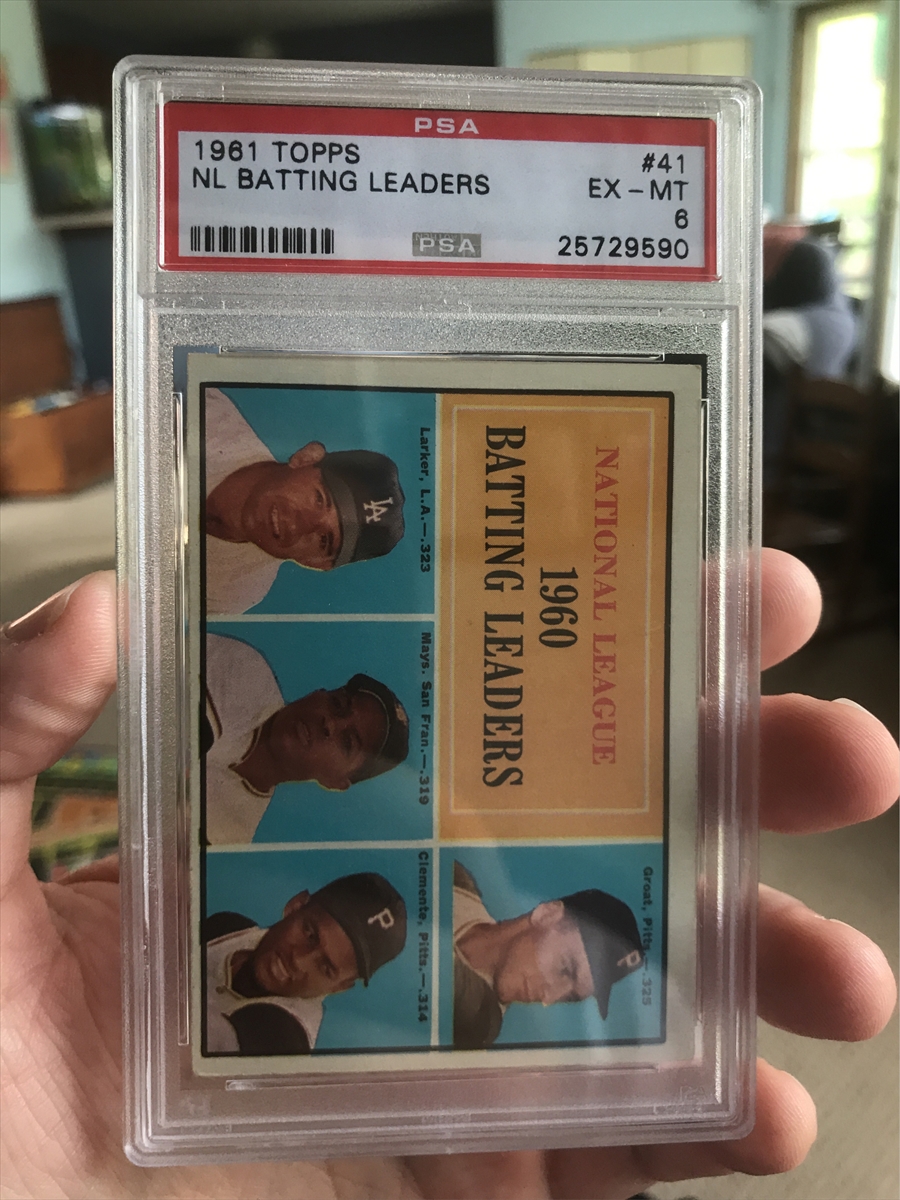 PSA
1961 TOPPS #41
NL BATTING LEADERS EX - MT
6
PSA 25729590
NATIONAL LEAGUE
1960
BATTING LEADERS
Groat, Pitts.—.325
Larker, L.A.—.323
Mays, San Fran.—.319
Clemente, Pitts.—.314
LA
P
P